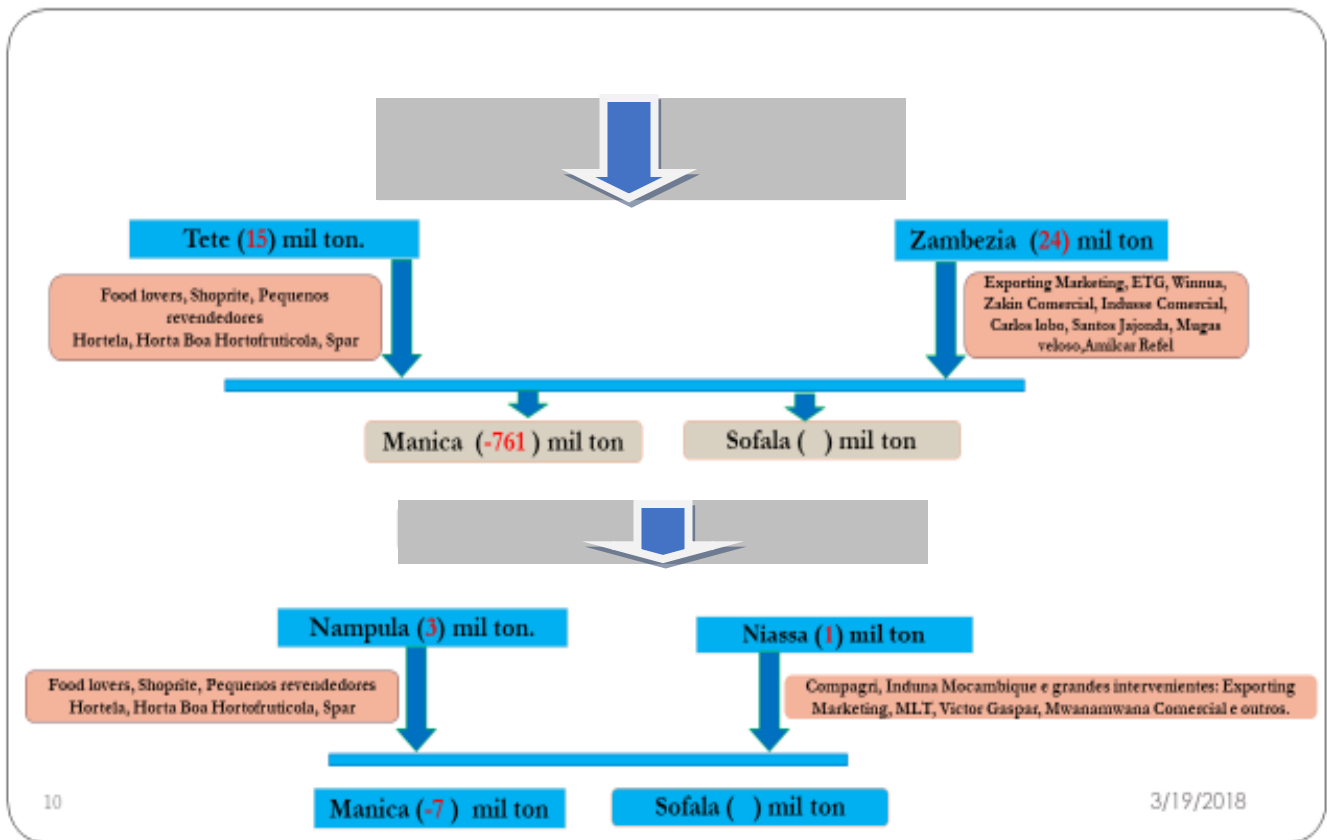 Tete (15) mil ton.
Zambezia (24) mil ton
Food lovers, Shoprite, Pequenos
revendedores
Hortela, Horta Boa Hortofruticola, Spar
Exporting Marketing, ETG, Winnua,
Zakin Comercial, Indusse Comercial,
Carlos lobo, Santos Jajonda, Mugas
veloso,Amilcar Refel
Manica (-761 ) mil ton
Sofala ( ) mil ton
Nampula (3) mil ton.
Niassa (1) mil ton
Food lovers, Shoprite, Pequenos revendedores
Hortela, Horta Boa Hortofruticola, Spar
Compagri, Induna Mocambique e grandes intervenientes: Exporting
Marketing, MLT, Victor Gaspar, Mwanamwana Comercial e outros.
Manica (-7 ) mil ton
Sofala ( ) mil ton
10
3/19/2018